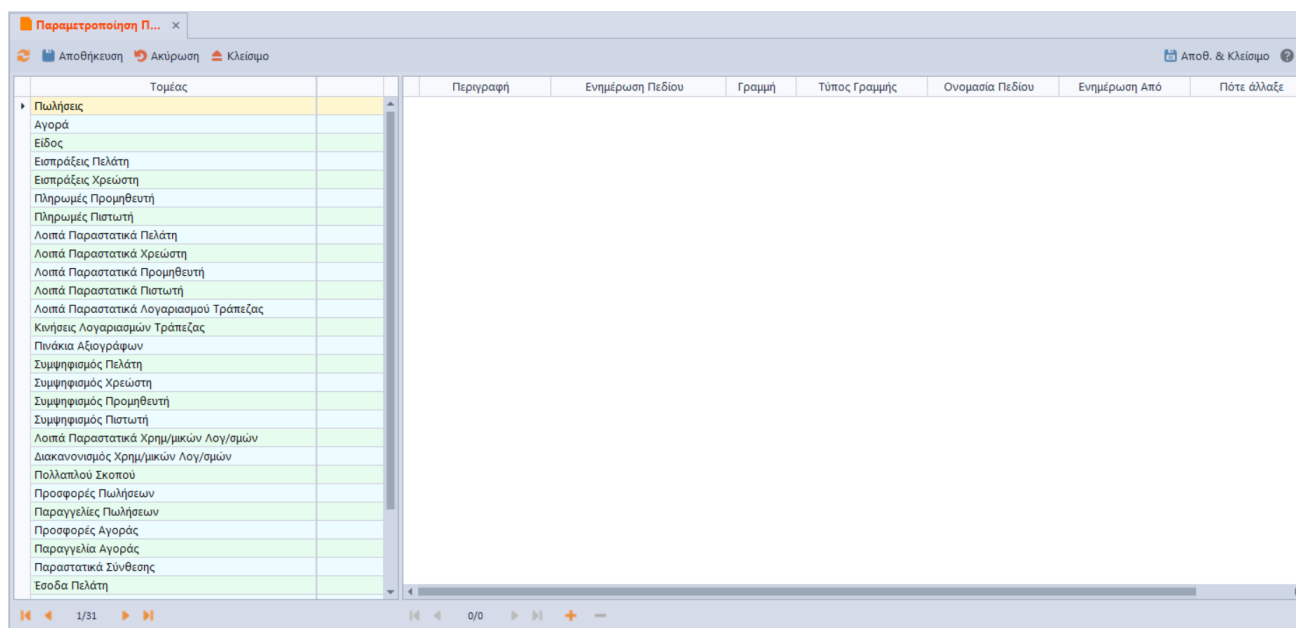 Παραμετροποίηση Π... ×
Αποθήκευση Ακύρωση Κλείσιμο Αποθ. & Κλείσιμο ?
Τομέας Περιγραφή Ενημέρωση Πεδίου Γραμμή Τύπος Γραμμής Ονομασία Πεδίου Ενημέρωση Από Πότε άλλαξε
Πωλήσεις
Αγορά
Είδος
Εισπράξεις Πελάτη
Εισπράξεις Χρεώστη
Πληρωμές Προμηθευτή
Πληρωμές Πιστωτή
Λοιπά Παραστατικά Πελάτη
Λοιπά Παραστατικά Χρεώστη
Λοιπά Παραστατικά Προμηθευτή
Λοιπά Παραστατικά Πιστωτή
Λοιπά Παραστατικά Λογαριασμού Τράπεζας
Κινήσεις Λογαριασμών Τράπεζας
Πινάκια Αξιογράφων
Συμψηφισμός Πελάτη
Συμψηφισμός Χρεώστη
Συμψηφισμός Προμηθευτή
Συμψηφισμός Πιστωτή
Λοιπά Παραστατικά Χρημ/μικών Λογ/σμών
Διακανονισμός Χρημ/μικών Λογ/σμών
Πολλαπλού Σκοπού
Προσφορές Πωλήσεων
Παραγγελίες Πωλήσεων
Προσφορές Αγοράς
Παραγγελία Αγοράς
Παραστατικά Σύνθεσης
Έσοδα Πελάτη
1/31 0/0